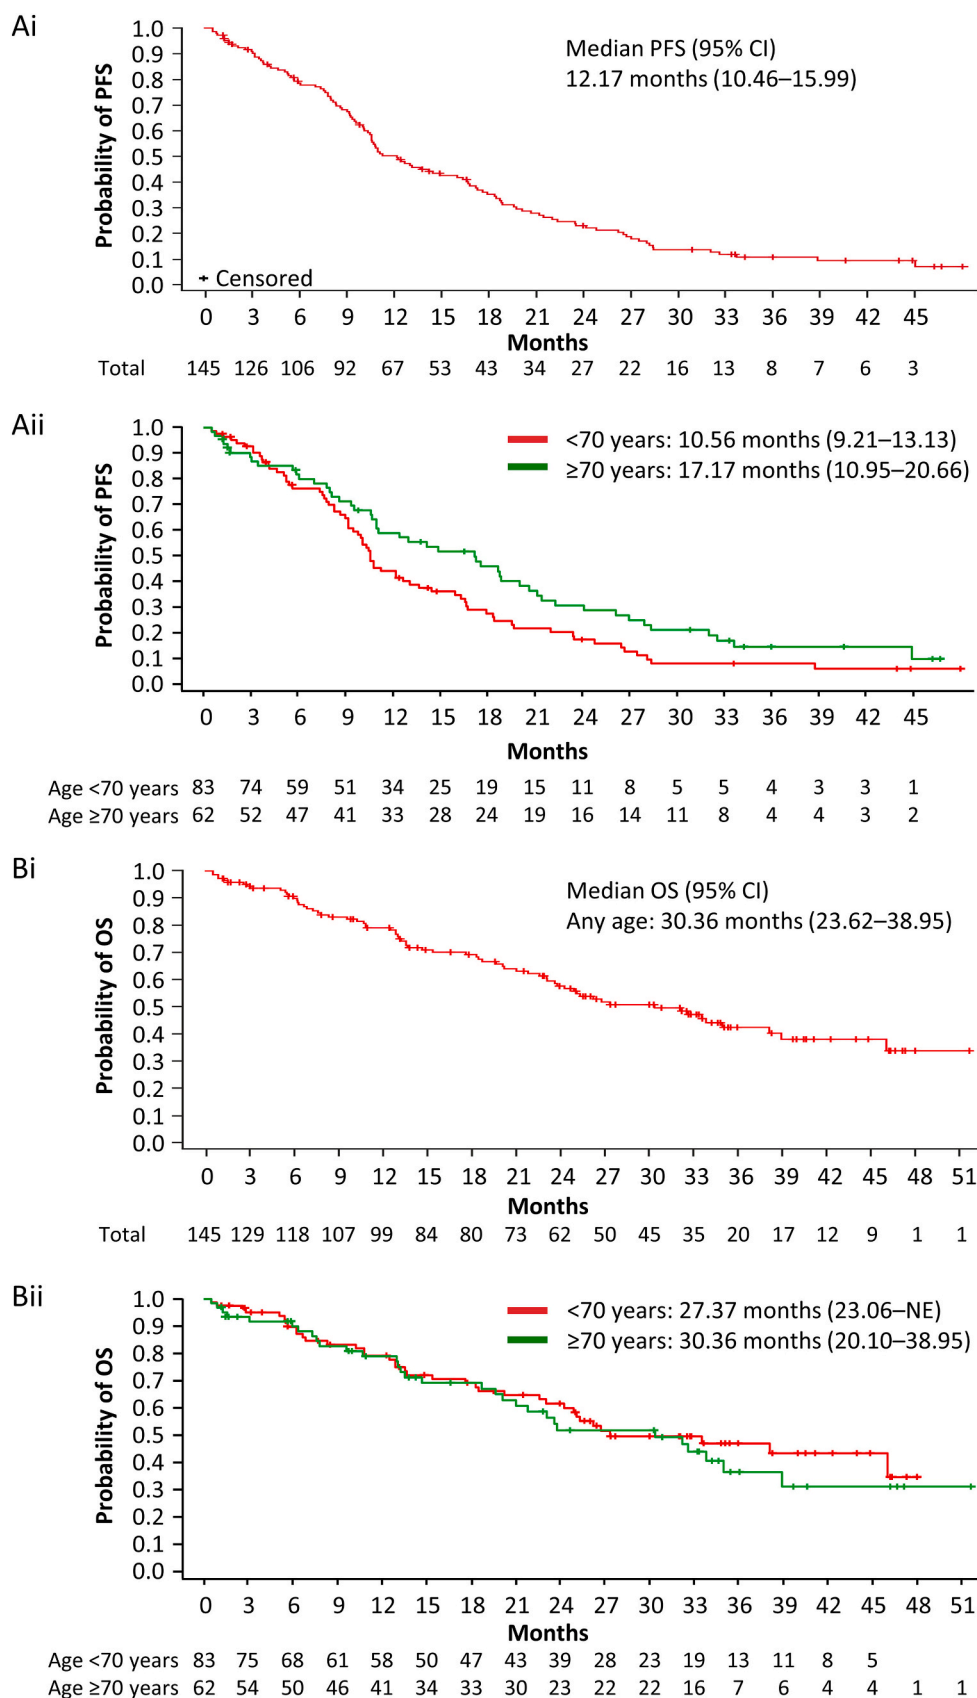 Ai
1.0
0.9
0.8
0.7
0.6
0.5
0.4
0.3
0.2
0.1
0.0
Probability of PFS
Median PFS (95% CI)
12.17 months (10.46–15.99)
Censored
0 3 6 9 12 15 18 21 24 27 30 33 36 39 42 45
Months
Total 145 126 106 92 67 53 43 34 27 22 16 13 8 7 6 3
Aii
1.0
0.9
0.8
0.7
0.6
0.5
0.4
0.3
0.2
0.1
0.0
Probability of PFS
<70 years: 10.56 months (9.21–13.13)
≥70 years: 17.17 months (10.95–20.66)
0 3 6 9 12 15 18 21 24 27 30 33 36 39 42 45
Months
Age <70 years 83 74 59 51 34 25 19 15 11 8 5 5 4 3 3 1
Age ≥70 years 62 52 47 41 33 28 24 19 16 14 11 8 4 4 3 2
Bi
1.0
0.9
0.8
0.7
0.6
0.5
0.4
0.3
0.2
0.1
0.0
Probability of OS
Median OS (95% CI)
Any age: 30.36 months (23.62–38.95)
0 3 6 9 12 15 18 21 24 27 30 33 36 39 42 45 48 51
Months
Total 145 129 118 107 99 84 80 73 62 50 45 35 20 17 12 9 1 1
Bii
1.0
0.9
0.8
0.7
0.6
0.5
0.4
0.3
0.2
0.1
0.0
Probability of OS
<70 years: 27.37 months (23.06–NE)
≥70 years: 30.36 months (20.10–38.95)
0 3 6 9 12 15 18 21 24 27 30 33 36 39 42 45 48 51
Months
Age <70 years 83 75 68 61 58 50 47 43 39 28 23 19 13 11 8 5
Age ≥70 years 62 54 50 46 41 34 33 30 23 22 22 16 7 6 4 4 1 1